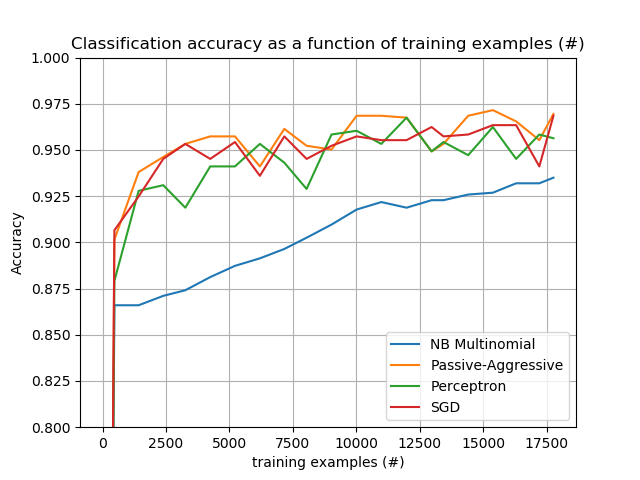 Classification accuracy as a function of training examples (#)
1.000
0.975
0.950
0.925
0.900
0.875
0.850
0.825
0.800
Accuracy
NB Multinomial
Passive-Aggressive
Perceptron
SGD
0 2500 5000 7500 10000 12500 15000 17500
training examples (#)